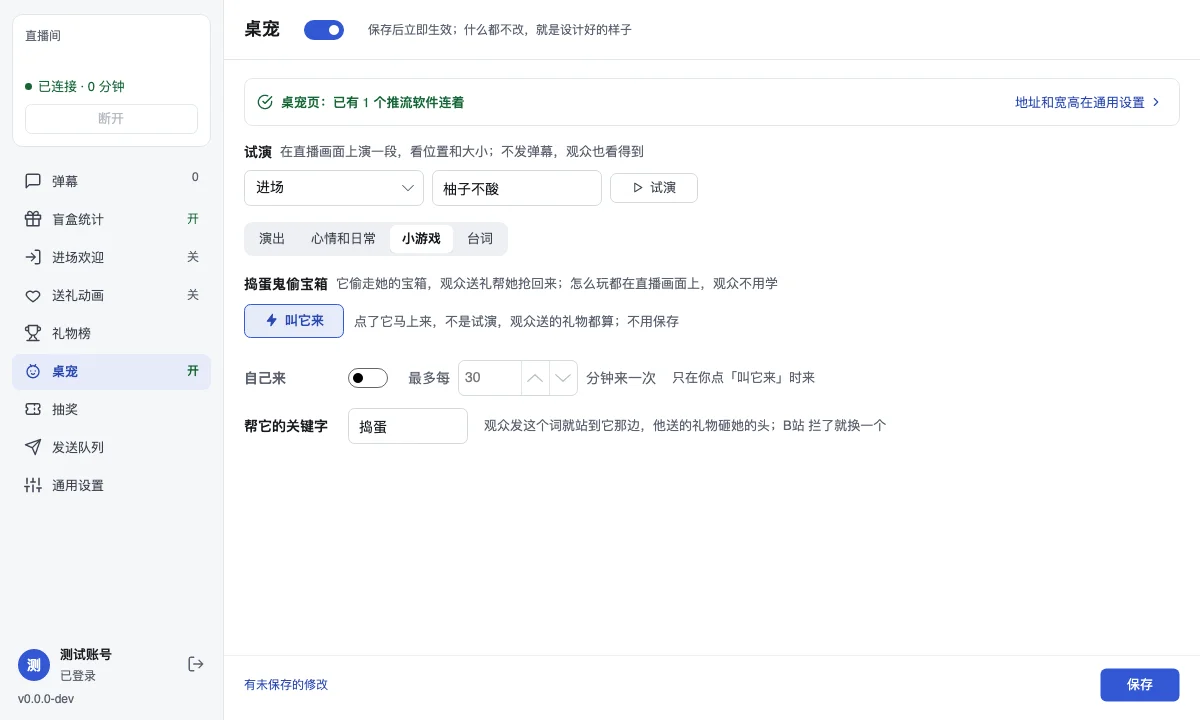 直播间
已连接 · 0 分钟
断开
弹幕 0
盲盒统计 开
进场欢迎 关
送礼动画 关
礼物榜
桌宠 开
抽奖
发送队列
通用设置
测
测试账号
已登录
v0.0.0-dev
桌宠 保存后立即生效；什么都不改，就是设计好的样子
桌宠页：已有 1 个推流软件连着 地址和宽高在通用设置
试演 在直播画面上演一段，看位置和大小；不发弹幕，观众也看得到
进场 柚子不酸 试演
演出 心情和日常 小游戏 台词
捣蛋鬼偷宝箱 它偷走她的宝箱，观众送礼帮她抢回来；怎么玩都在直播画面上，观众不用学
叫它来 点了它马上来，不是试演，观众送的礼物都算；不用保存
自己来 最多每 30 分钟来一次 只在你点「叫它来」时来
帮它的关键字 捣蛋 观众发这个词就站到它那边，他送的礼物砸她的头；B站 拦了就换一个
有未保存的修改 保存